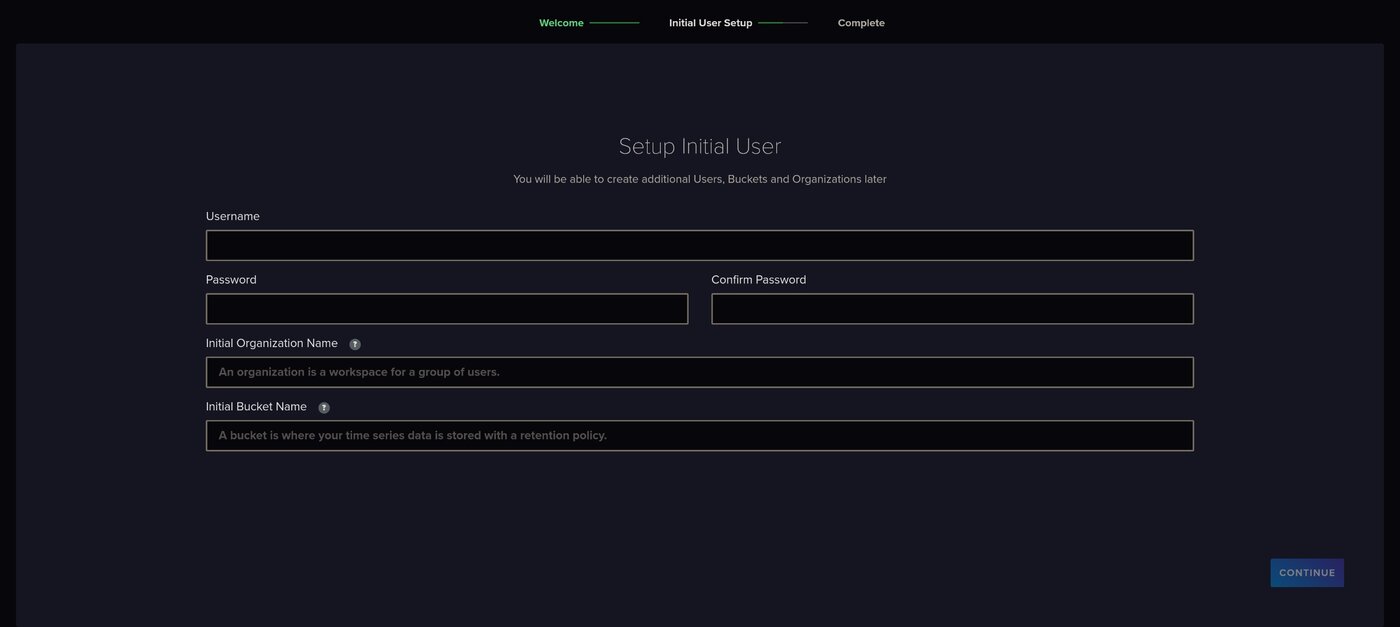 Welcome Initial User Setup Complete
Setup Initial User
You will be able to create additional Users, Buckets and Organizations later
Username
Password Confirm Password
Initial Organization Name ?
An organization is a workspace for a group of users.
Initial Bucket Name ?
A bucket is where your time series data is stored with a retention policy.
CONTINUE